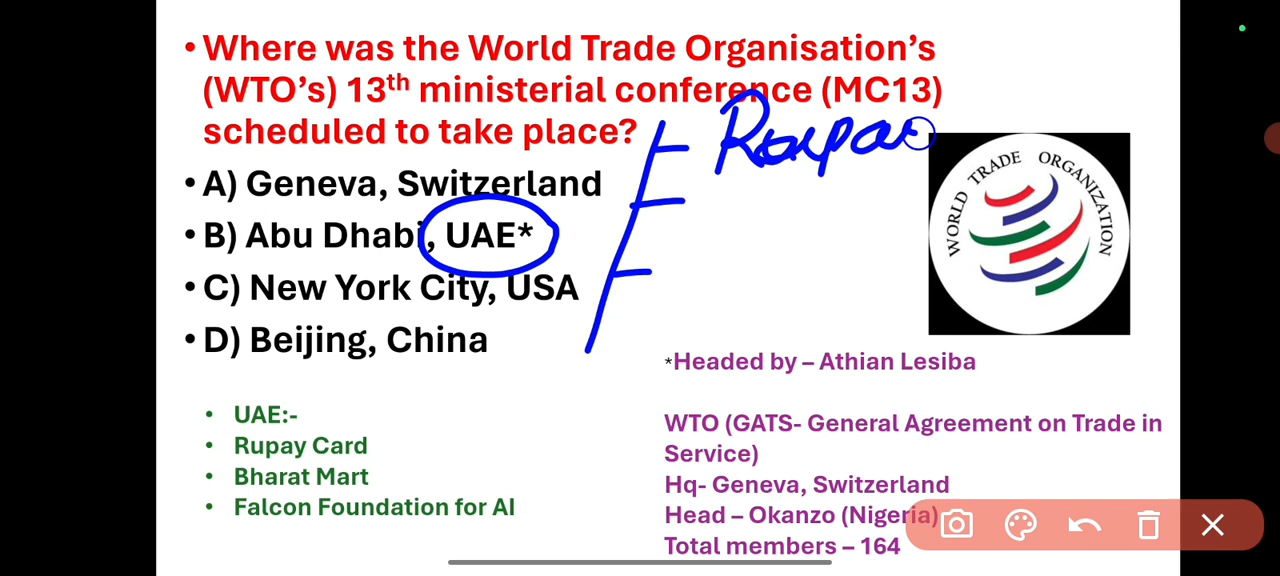 • Where was the World Trade Organisation's
(WTO's) 13th ministerial conference (MC13)
scheduled to take place?
Rupay
• A) Geneva, Switzerland
• B) Abu Dhabi, UAE*
• C) New York City, USA
• D) Beijing, China
WORLD TRADE ORGANIZATION
*Headed by – Athian Lesiba
• UAE:-
• Rupay Card
• Bharat Mart
• Falcon Foundation for AI
WTO (GATS- General Agreement on Trade in
Service)
Hq- Geneva, Switzerland
Head – Okanzo (Nigeria)
Total members – 164